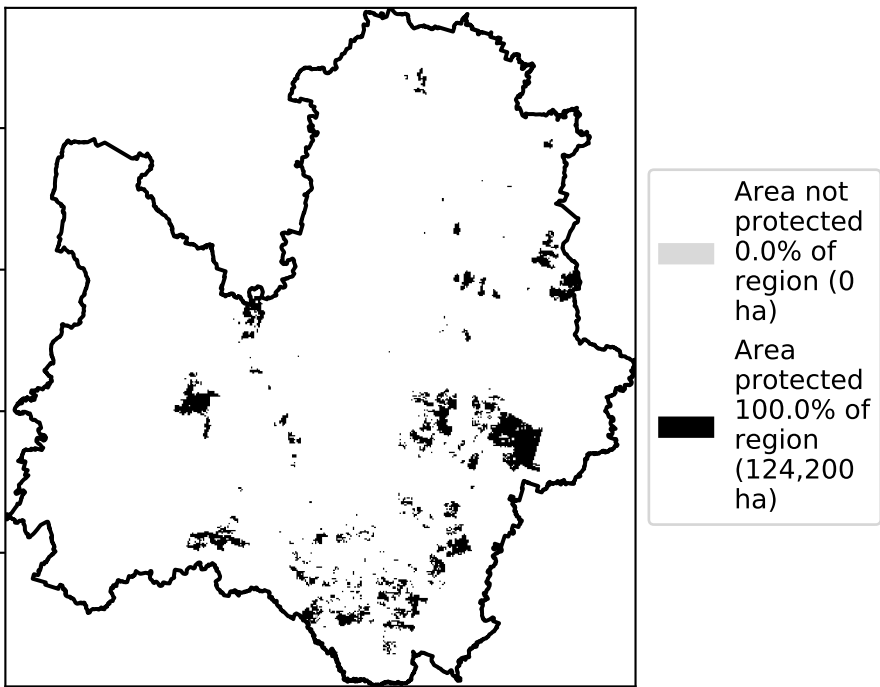 Area not
protected
0.0% of
region (0
ha)
Area
protected
100.0% of
region
(124,200
ha)